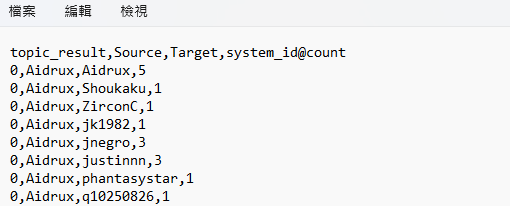 檔案 編輯 檢視
topic_result,Source,Target,system_id@count
0,Aidrux,Aidrux,5
0,Aidrux,Shoukaku,1
0,Aidrux,ZirconC,1
0,Aidrux,jk1982,1
0,Aidrux,jnegro,3
0,Aidrux,justinnn,3
0,Aidrux,phantasystar,1
0,Aidrux,q10250826,1